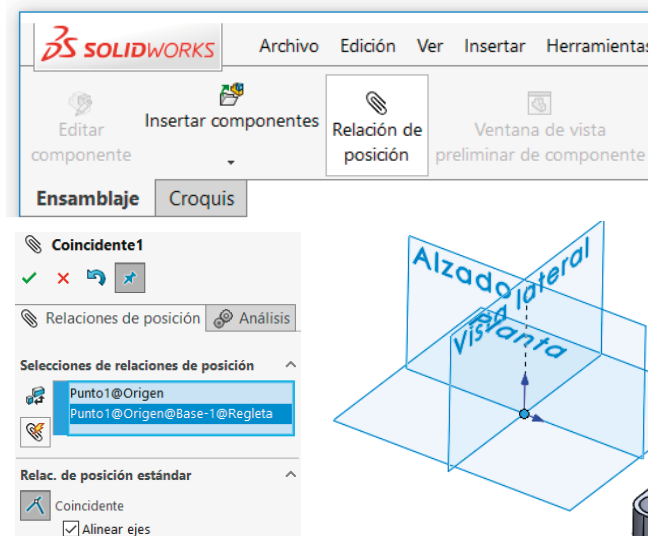 SOLIDWORKS Archivo Edición Ver Insertar Herramientas
Editar componente
Insertar componentes
Relación de posición
Ventana de vista preliminar de componente
Ensamblaje Croquis
Coincidente1
Relaciones de posición Análisis
Selecciones de relaciones de posición
Punto1@Origen
Punto1@Origen@Base-1@Regleta
Relac. de posición estándar
Coincidente
Alinear ejes
Alzado
Vista lateral
Planta